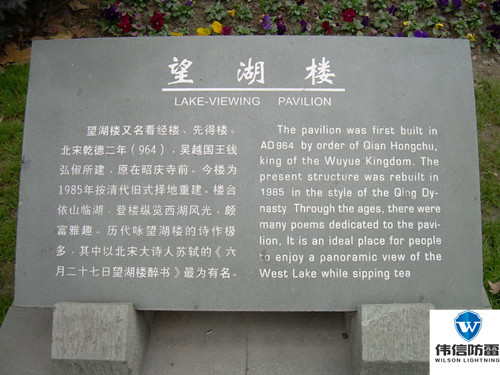 望湖楼
LAKE-VIEWING PAVILION
望湖楼又名看经楼、先得楼。
北宋乾德二年（964），吴越国王钱
弘俶所建，原在昭庆寺前。今楼为
1985年按清代旧式择地重建。楼台
依山临湖，登楼纵览西湖风光，颇
富雅趣。历代咏望湖楼的诗作极
多，其中以北宋大诗人苏轼的《六
月二十七日望湖楼醉书》最为有名。
The pavilion was first built in
AD964 by order of Qian Hongchu,
king of the Wuyue Kingdom. The
present structure was rebuilt in
1985 in the style of the Qing Dy-
nasty Through the ages, there were
many poems dedicated to the pavi-
lion, It is an ideal place for people
to enjoy a panoramic view of the
West Lake while sipping tea
伟信防雷
WILSON LIGHTNING
W
伟信防雷
WILSON LIGHTNING